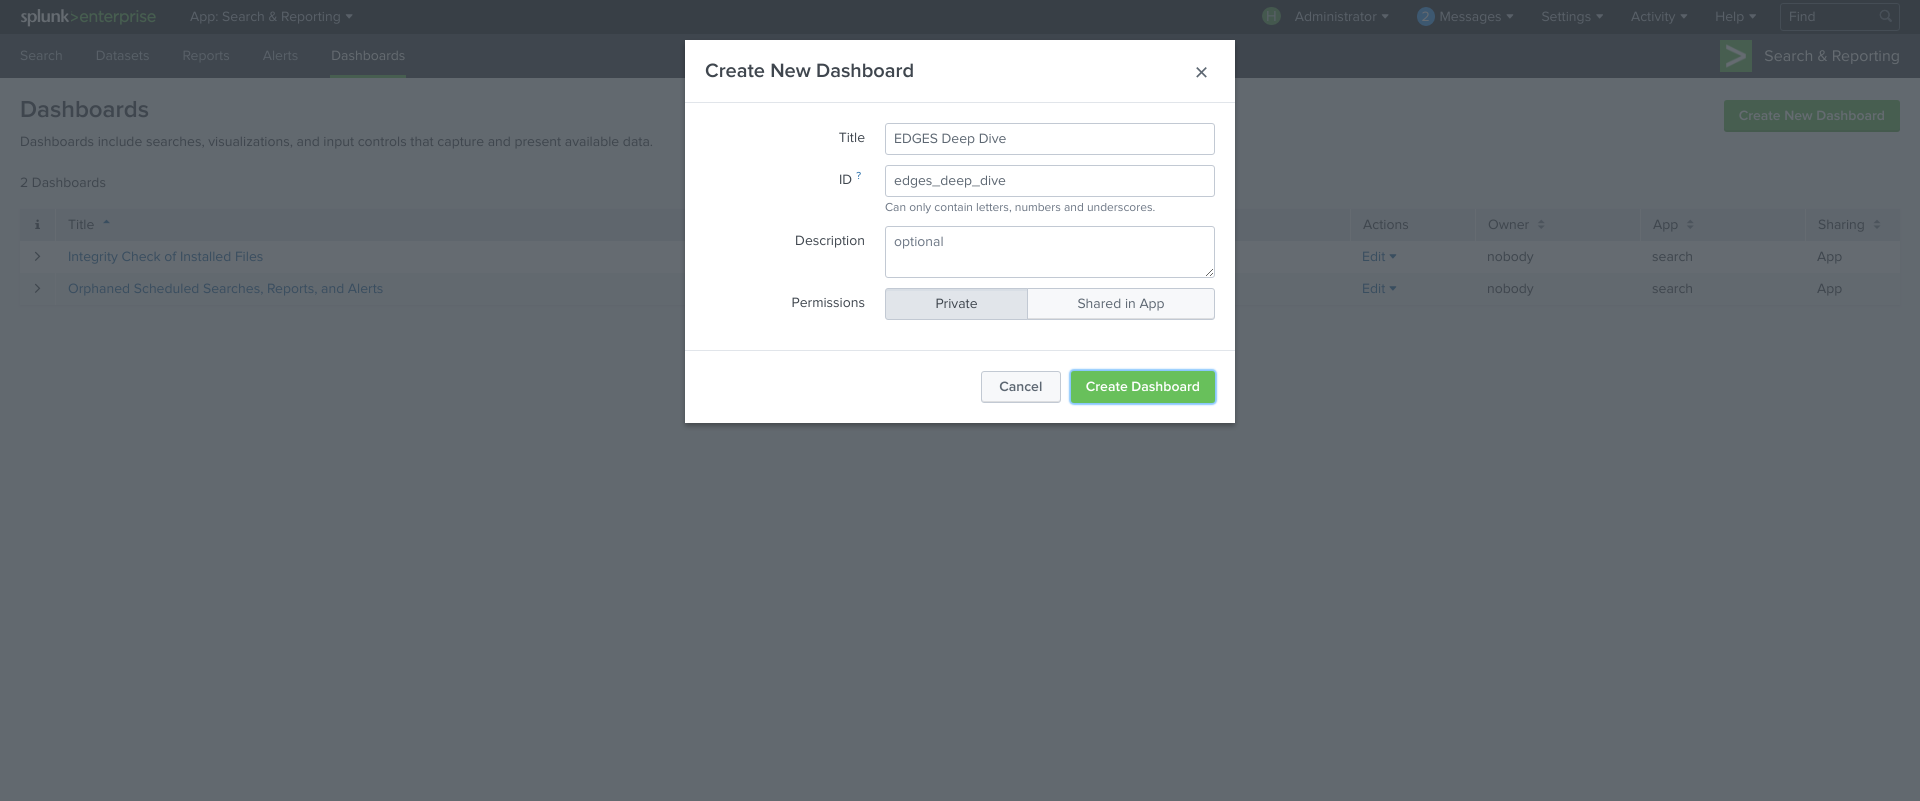 splunk>enterprise App: Search & Reporting Administrator 2 Messages Settings Activity Help Find
Search Datasets Reports Alerts Dashboards Search & Reporting
Create New Dashboard
Dashboards
Create New Dashboard
Dashboards include searches, visualizations, and input controls that capture and present available data.
Title EDGES Deep Dive
ID ? edges_deep_dive
Can only contain letters, numbers and underscores.
Description optional
Permissions Private Shared in App
Cancel Create Dashboard
2 Dashboards
i Title Actions Owner App Sharing
Integrity Check of Installed Files Edit nobody search App
Orphaned Scheduled Searches, Reports, and Alerts Edit nobody search App